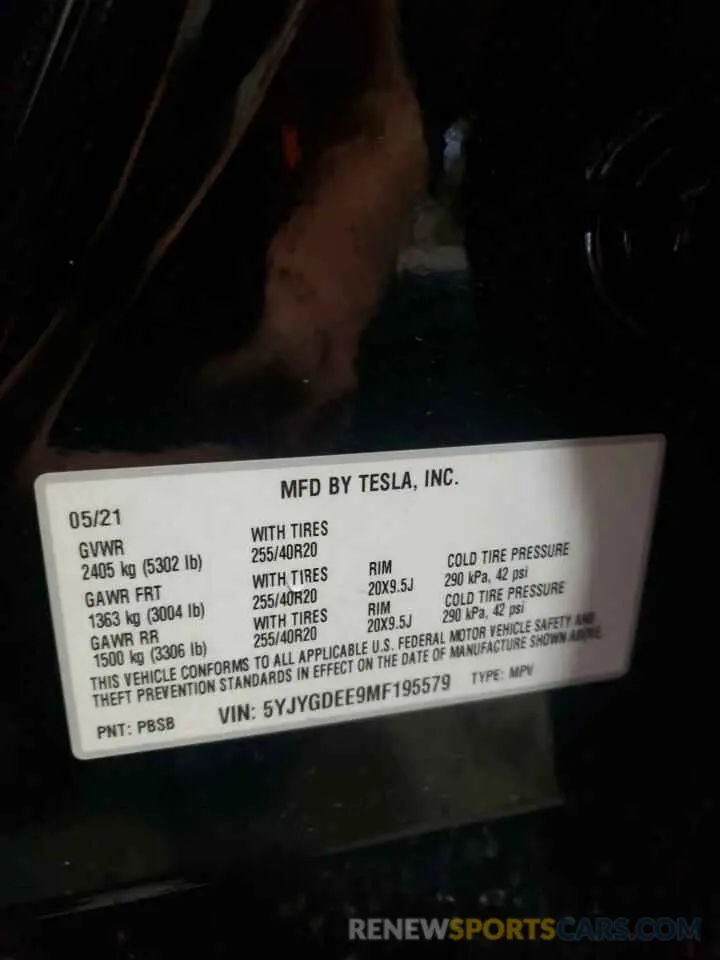 MFD BY TESLA, INC.
05/21
GVWR
2405 kg (5302 lb)
WITH TIRES
255/40R20
GAWR FRT
1363 kg (3004 lb)
WITH TIRES
255/40R20
RIM
20X9.5J
COLD TIRE PRESSURE
290 kPa, 42 psi
GAWR RR
1500 kg (3306 lb)
WITH TIRES
255/40R20
RIM
20X9.5J
COLD TIRE PRESSURE
290 kPa, 42 psi
THIS VEHICLE CONFORMS TO ALL APPLICABLE U.S. FEDERAL MOTOR VEHICLE SAFETY AND
THEFT PREVENTION STANDARDS IN EFFECT ON THE DATE OF MANUFACTURE SHOWN ABOVE.
PNT: PBSB VIN: 5YJYGDEE9MF195579 TYPE: MPV
RENEWSPORTSCARS.COM